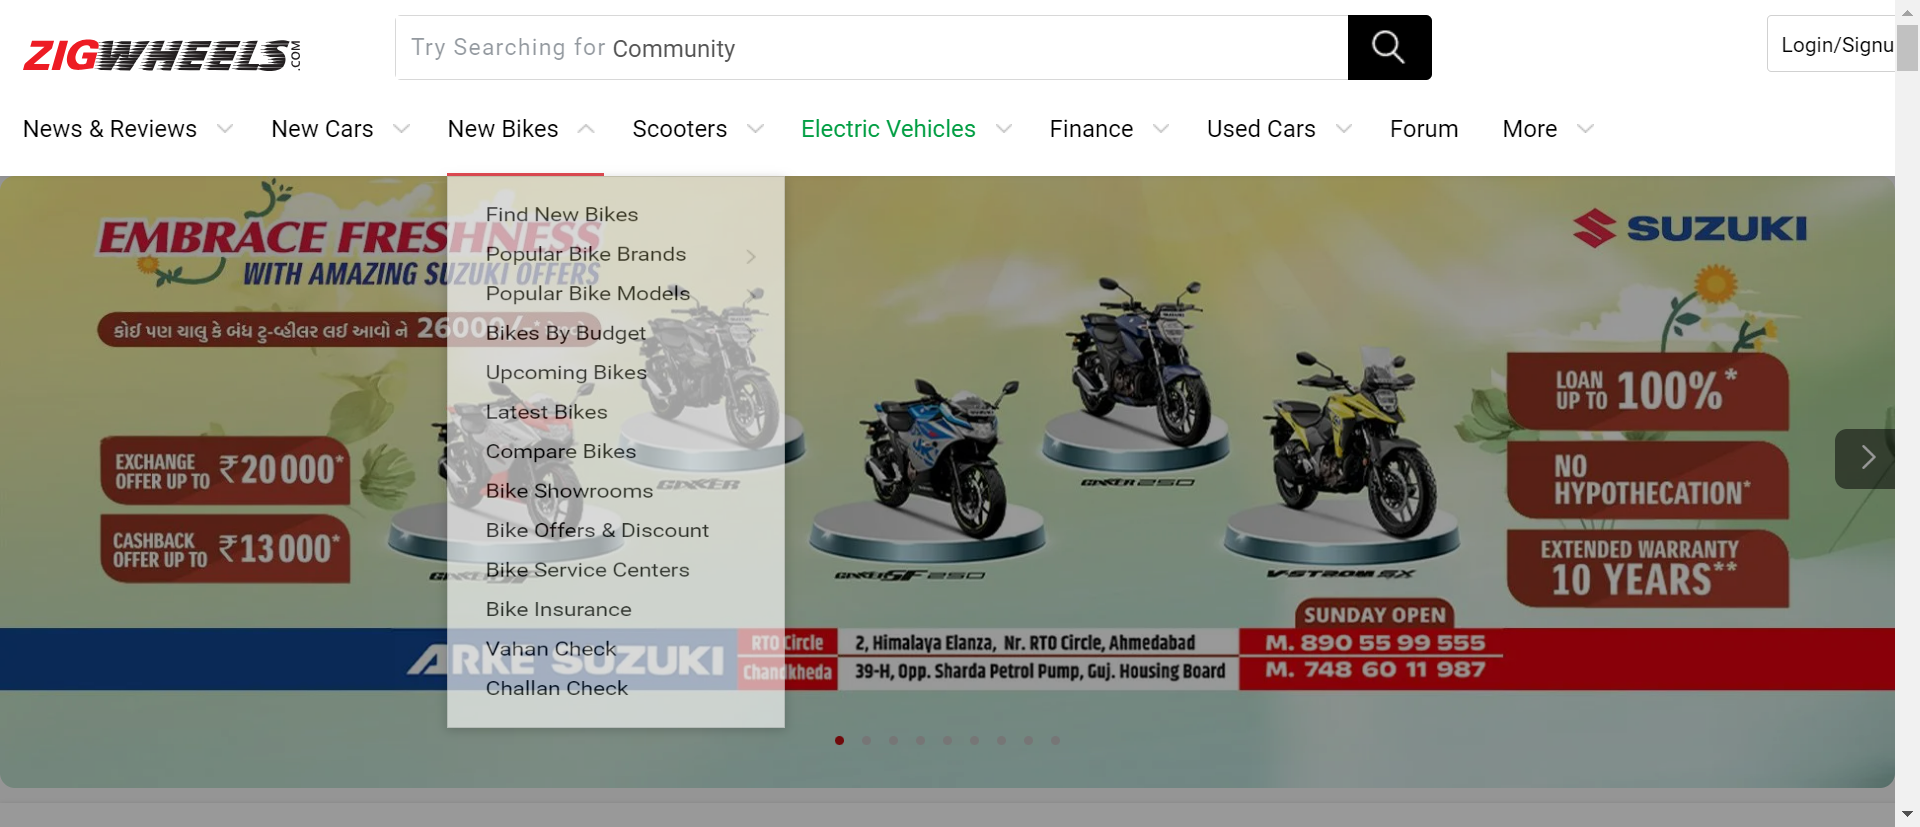 ZIGWHEELS.COM
Try Searching for Community
Login/Signu
News & Reviews New Cars New Bikes Scooters Electric Vehicles Finance Used Cars Forum More
Find New Bikes
Popular Bike Brands
Popular Bike Models
Bikes By Budget
Upcoming Bikes
Latest Bikes
Compare Bikes
Bike Showrooms
Bike Offers & Discount
Bike Service Centers
Bike Insurance
Vahan Check
Challan Check
EMBRACE FRESHNESS
WITH AMAZING SUZUKI OFFERS
કોઈ પણ ચાલુ કે બંધ ટુ-વ્હીલર લઈ આવો ને 26000/-
EXCHANGE
OFFER UP TO ₹20000*
CASHBACK
OFFER UP TO ₹13000*
SUZUKI
GIXXER
GIXXER SF 250
GIXXER 250
V-STROM SX
LOAN
UP TO 100%*
NO
HYPOTHECATION*
EXTENDED WARRANTY
10 YEARS**
SUNDAY OPEN
ARKE SUZUKI
RTO Circle 2, Himalaya Elanza, Nr. RTO Circle, Ahmedabad M. 890 55 99 555
Chandkheda 39-H, Opp. Sharda Petrol Pump, Guj. Housing Board M. 748 60 11 987